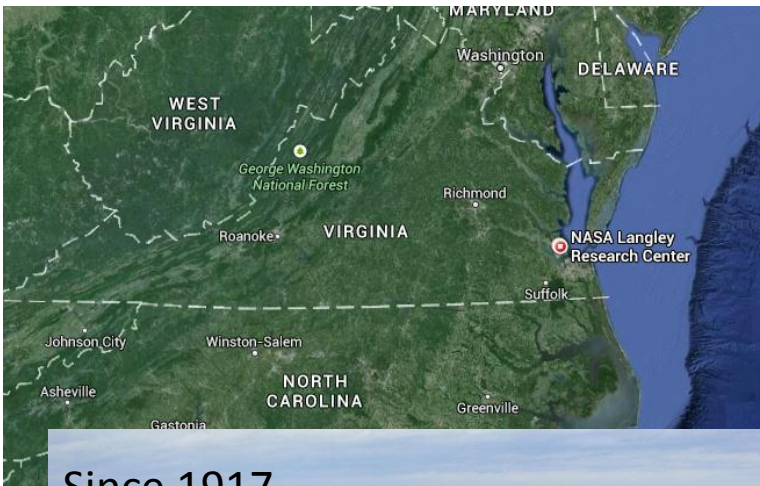 MARYLAND
Washington
DELAWARE
WEST
VIRGINIA
George Washington
National Forest
Richmond
Roanoke
VIRGINIA
NASA Langley
Research Center
Suffolk
Johnson City
Winston-Salem
NORTH
CAROLINA
Asheville
Greenville
Gastonia
Since 1917